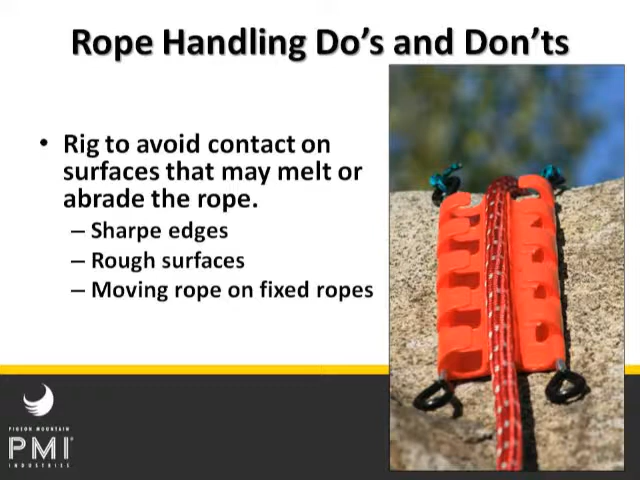 Rope Handling Do's and Don'ts
• Rig to avoid contact on
surfaces that may melt or
abrade the rope.
– Sharpe edges
– Rough surfaces
– Moving rope on fixed ropes
PIGEON MOUNTAIN
PMI
INDUSTRIES